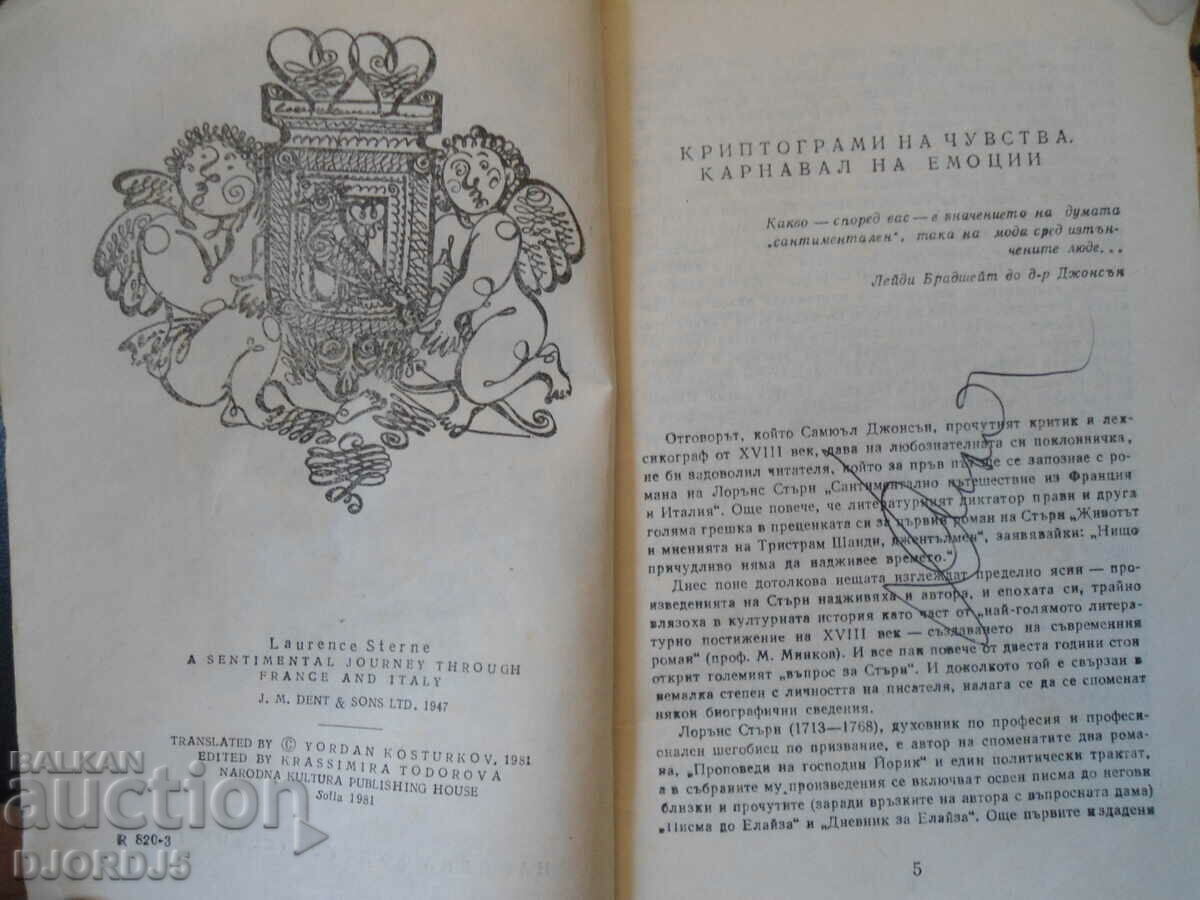 Laurence Sterne
A SENTIMENTAL JOURNEY THROUGH
FRANCE AND ITALY
J. M. DENT & SONS LTD. 1947
TRANSLATED BY © YORDAN KOSTURKOV, 1981
EDITED BY KRASSIMIRA TODOROVA
NARODNA KULTURA PUBLISHING HOUSE
Sofia 1981
R 820-3
КРИПТОГРАМИ НА ЧУВСТВА,
КАРНАВАЛ НА ЕМОЦИИ
Какво — според вас — е значението на думата
„сантиментален“, така на мода сред изтън-
чените люде...
Лейди Брадшейт до д-р Джонсън
Отговорът, който Самюъл Джонсън, прочутият критик и лек-
сикограф от XVIII век, дава на любознателната си поклонничка,
не би задоволил читателя, който за пръв път ще се запознае с ро-
мана на Лорънс Стърн „Сантиментално пътешествие из Франция
и Италия“. Още повече, че литературният диктатор прави и друга
голяма грешка в преценката си за първия роман на Стърн „Животът
и мненията на Тристрам Шанди, джентълмен“, заявявайки: „Нищо
причудливо няма да надживее времето.“
Днес поне дотолкова нещата изглеждат пределно ясни — про-
изведенията на Стърн надживяха и автора, и епохата си, трайно
влязоха в културната история като част от „най-голямото литера-
турно постижение на XVIII век — създаването на съвременния
роман“ (проф. М. Минков). И все пак повече от двеста години стои
открит големият „въпрос за Стърн“. И доколкото той е свързан в
немалка степен с личността на писателя, налага се да се споменат
някои биографични сведения.
Лорънс Стърн (1713—1768), духовник по професия и професи-
онален шегобиец по призвание, е автор на споменатите два рома-
на, „Проповеди на господин Йорик“ и един политически трактат,
а в събраните му произведения се включват освен писма до негови
близки и прочутите (заради връзките на автора с въпросната дама)
„Писма до Елайза“ и „Дневник за Елайза“. Още първите издадени
5
BALKAN
auction
DJORDJ5